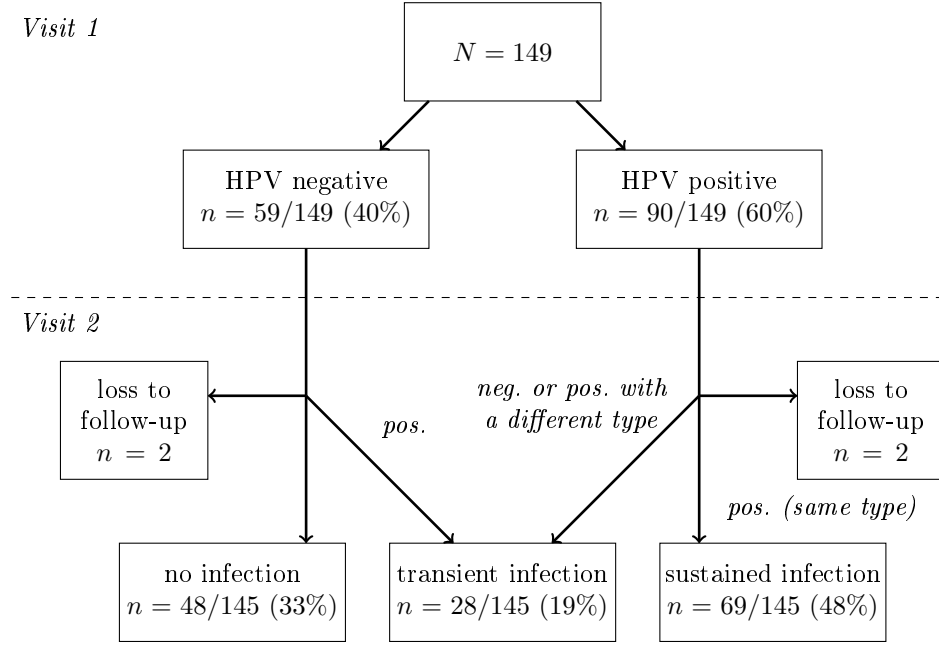 Visit 1
N = 149
HPV negative
n = 59/149 (40%)
HPV positive
n = 90/149 (60%)
Visit 2
loss to
follow-up
n = 2
pos.
neg. or pos. with
a different type
loss to
follow-up
n = 2
pos. (same type)
no infection
n = 48/145 (33%)
transient infection
n = 28/145 (19%)
sustained infection
n = 69/145 (48%)